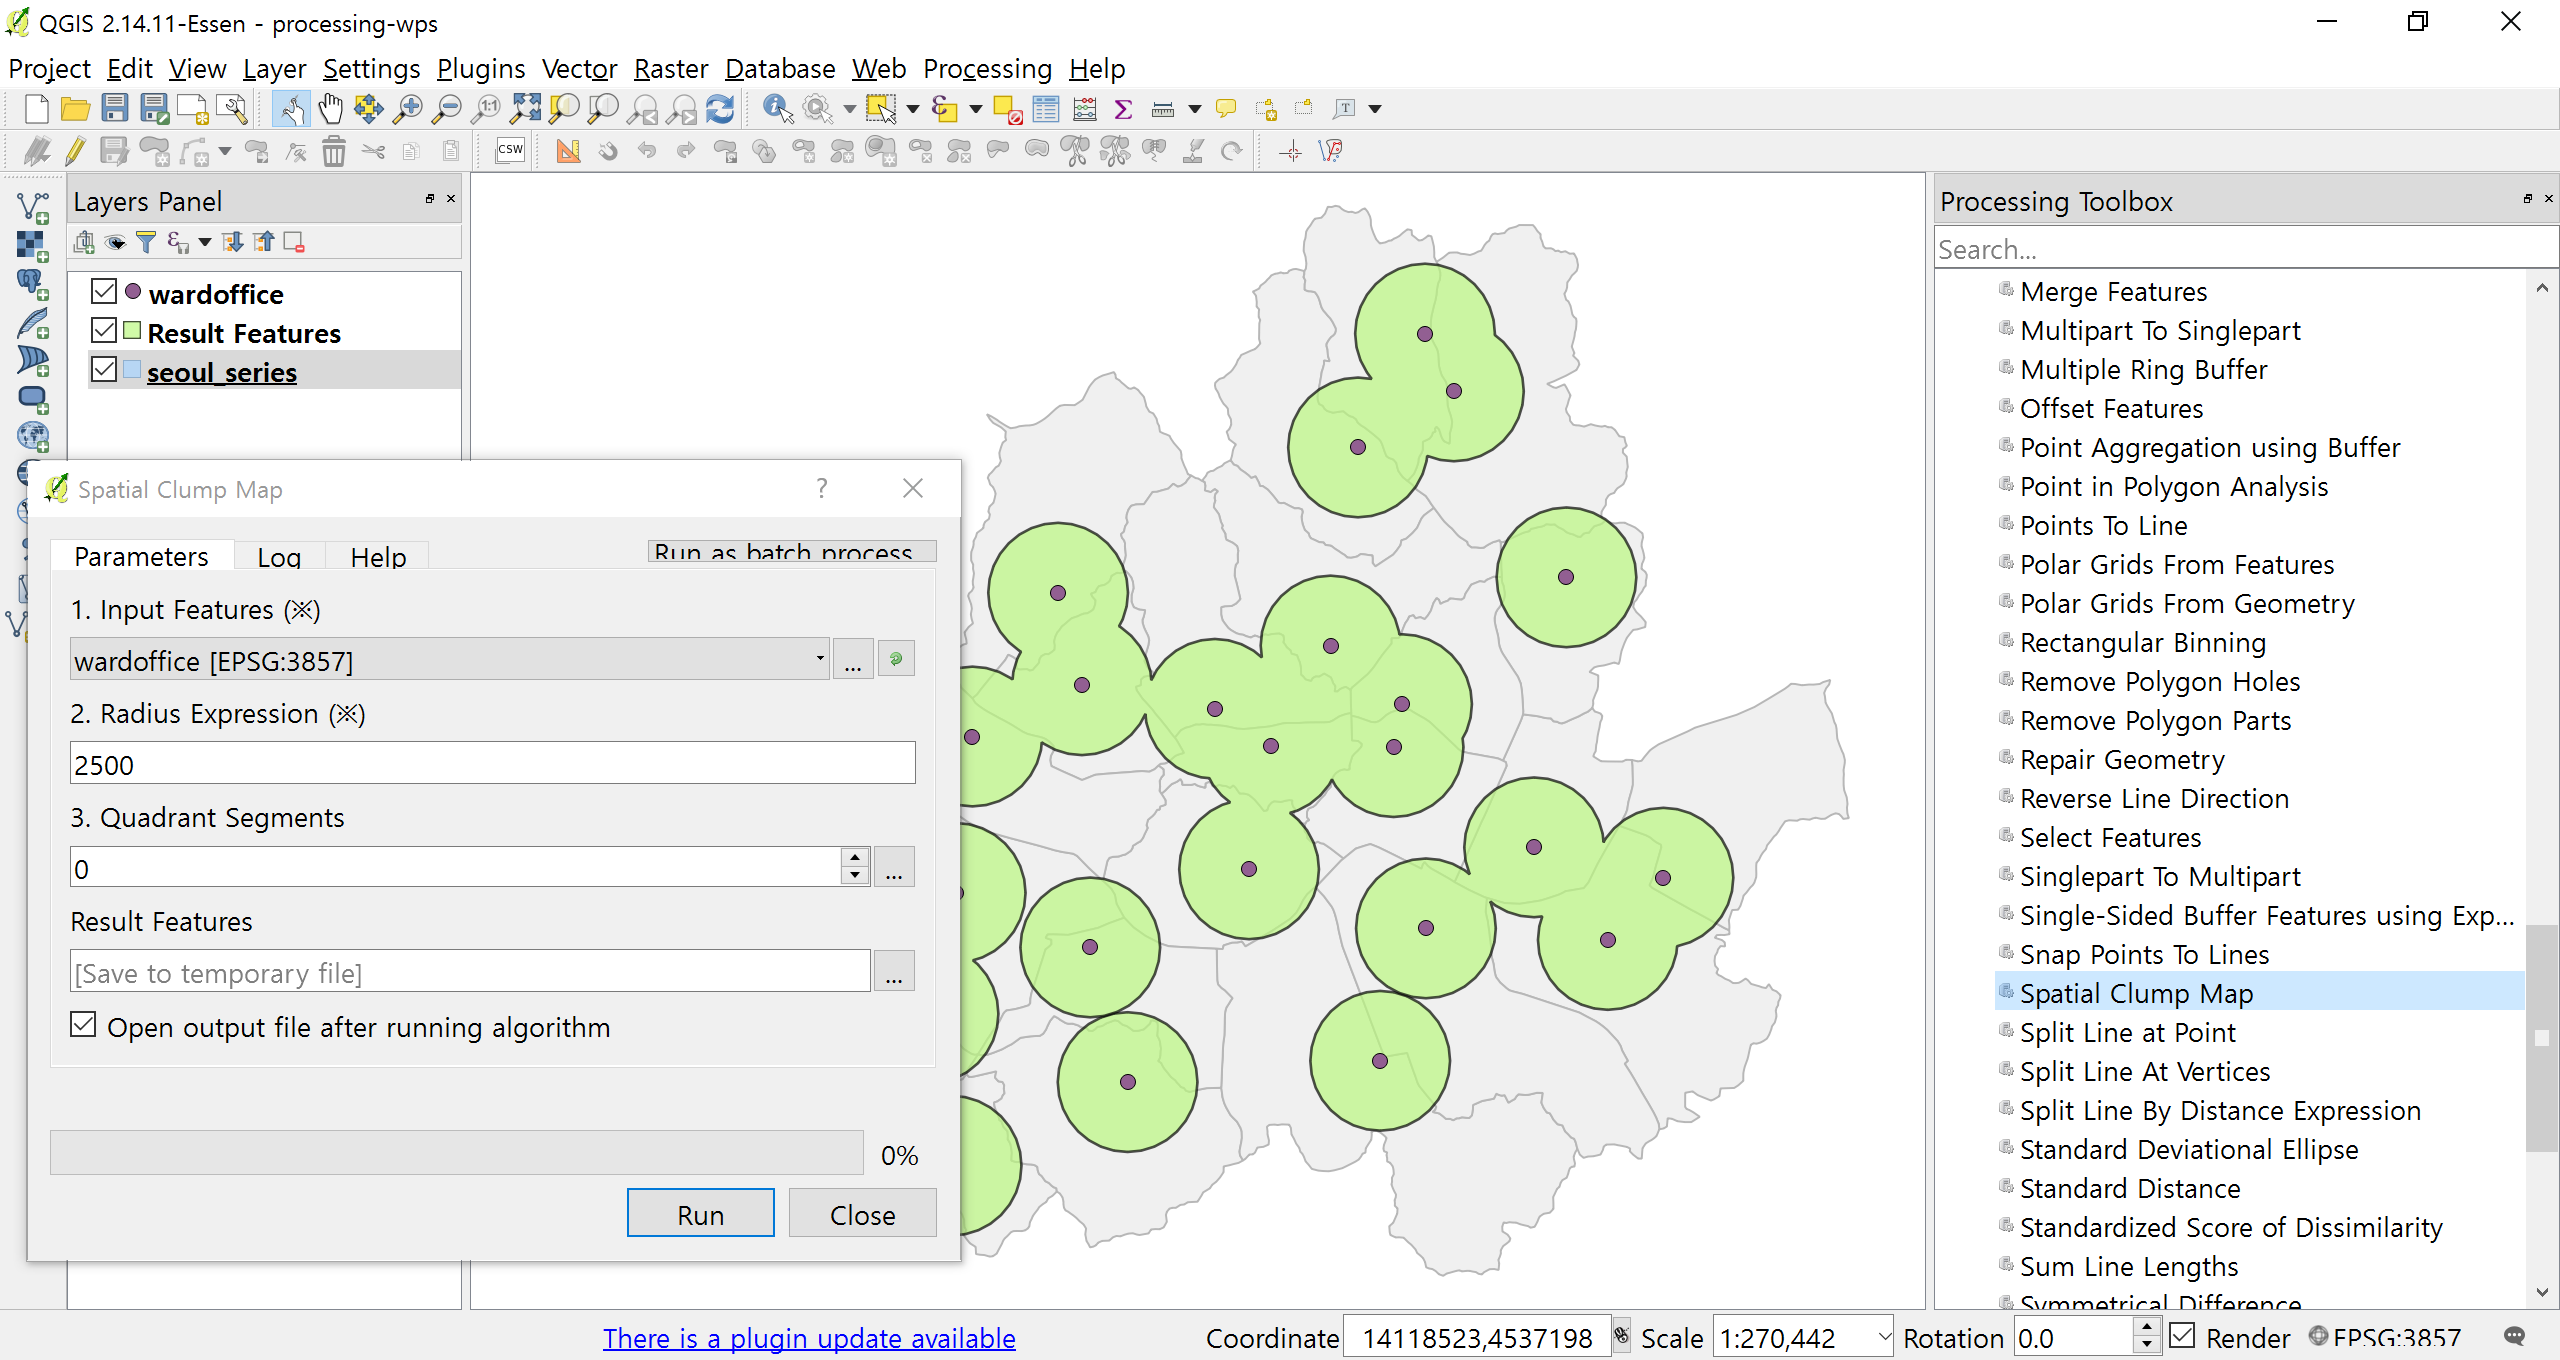 QGIS 2.14.11-Essen - processing-wps
Project Edit View Layer Settings Plugins Vector Raster Database Web Processing Help
CSW
Layers Panel
wardoffice
Result Features
seoul_series
Spatial Clump Map
?
Parameters Log Help Run as batch process
1. Input Features (※)
wardoffice [EPSG:3857]
...
2. Radius Expression (※)
2500
3. Quadrant Segments
0
...
Result Features
[Save to temporary file]
...
Open output file after running algorithm
0%
Run Close
Processing Toolbox
Search...
Merge Features
Multipart To Singlepart
Multiple Ring Buffer
Offset Features
Point Aggregation using Buffer
Point in Polygon Analysis
Points To Line
Polar Grids From Features
Polar Grids From Geometry
Rectangular Binning
Remove Polygon Holes
Remove Polygon Parts
Repair Geometry
Reverse Line Direction
Select Features
Singlepart To Multipart
Single-Sided Buffer Features using Exp...
Snap Points To Lines
Spatial Clump Map
Split Line at Point
Split Line At Vertices
Split Line By Distance Expression
Standard Deviational Ellipse
Standard Distance
Standardized Score of Dissimilarity
Sum Line Lengths
Symmetrical Difference
There is a plugin update available
Coordinate 14118523,4537198 Scale 1:270,442 Rotation 0.0 Render EPSG:3857